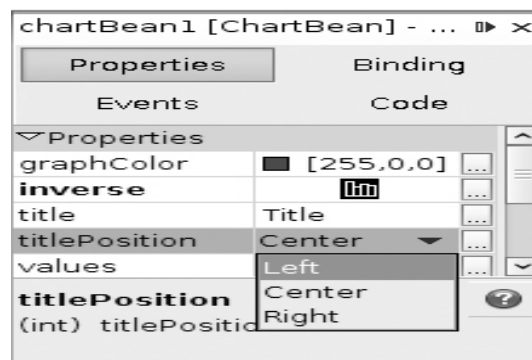 chartBean1 [ChartBean] - ...
Properties Binding
Events Code
Properties
graphColor [255,0,0] ...
inverse ...
title Title ...
titlePosition Center ...
values ...
Left
Center
Right
titlePosition
(int) titlePositio